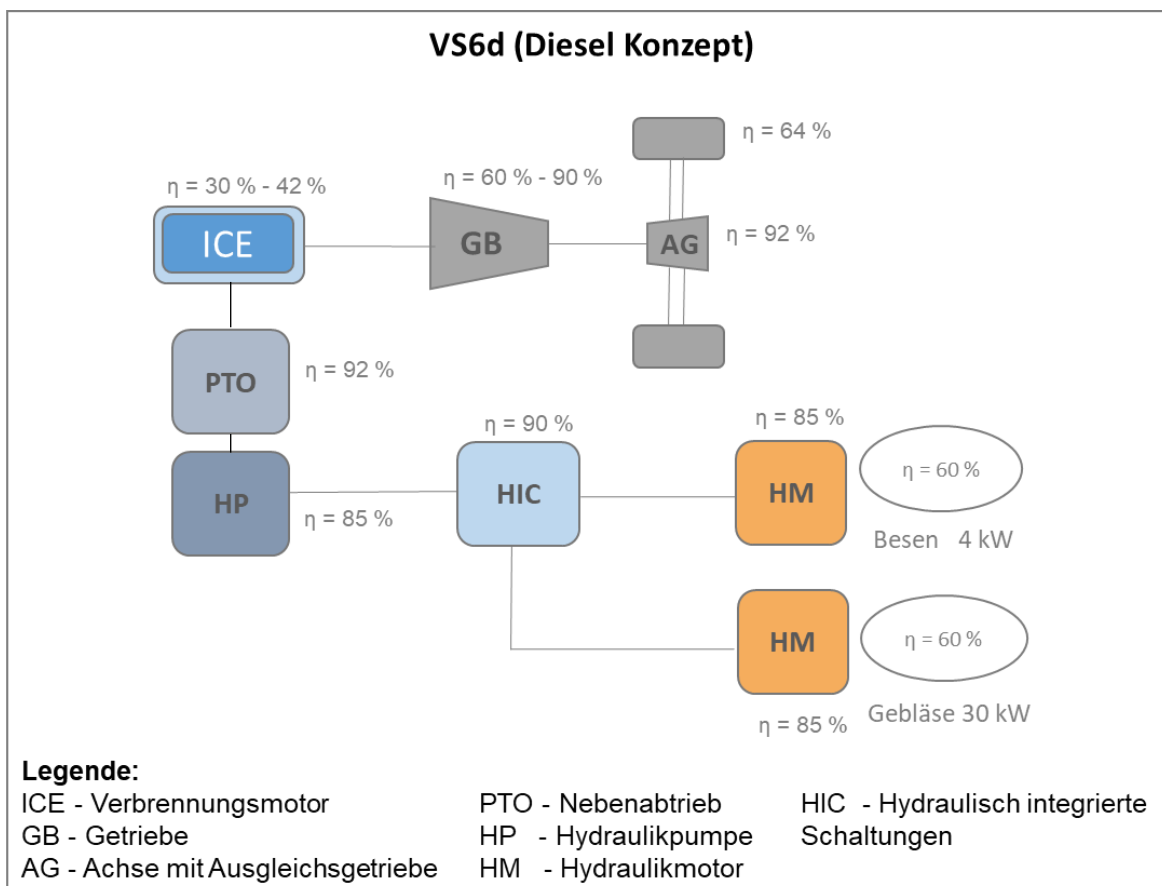 VS6d (Diesel Konzept)
η = 64 %
η = 30 % - 42 %
η = 60 % - 90 %
ICE
GB
AG
η = 92 %
PTO
η = 92 %
η = 90 %
η = 85 %
HP
η = 85 %
HIC
HM
η = 60 %
Besen 4 kW
HM
η = 60 %
η = 85 %
Gebläse 30 kW
Legende:
ICE - Verbrennungsmotor
GB - Getriebe
AG - Achse mit Ausgleichsgetriebe
PTO - Nebenabtrieb
HP - Hydraulikpumpe
HM - Hydraulikmotor
HIC - Hydraulisch integrierte
Schaltungen